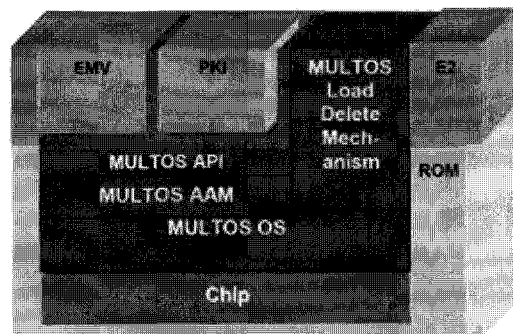 EMV
PKI
MULTOS
Load
Delete
Mech-
anism
E2
MULTOS API
MULTOS AAM
MULTOS OS
ROM
Chip